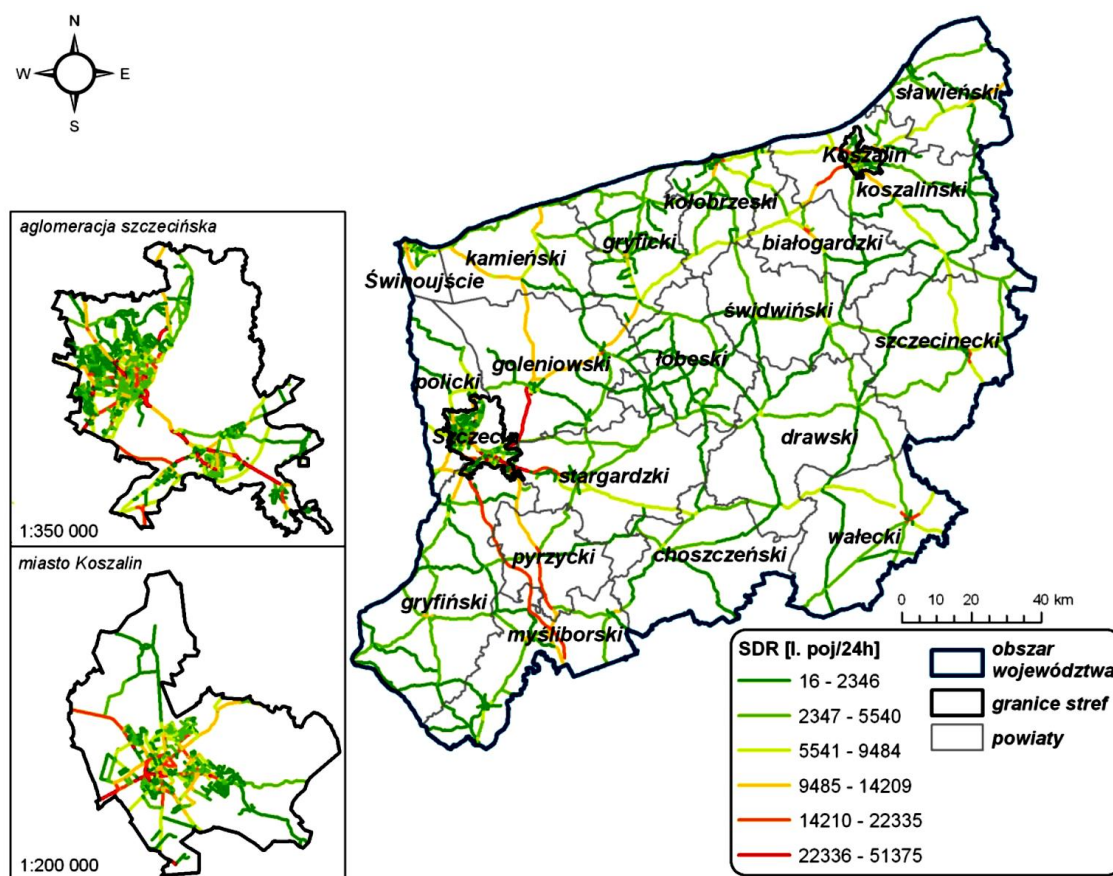 N
W
E
S
aglomeracja szczecińska
1:350 000
miasto Koszalin
1:200 000
sławieński
Koszalin
koszaliński
kołobrzeski
gryficki
białogardzki
kamieński
Świnoujście
świdwiński
szczecinecki
goleniowski
łobeski
policki
Szczecin
drawski
stargardzki
wałecki
pyrzycki
choszczeński
gryfiński
myśliborski
0 10 20 40 km
SDR [l. poj/24h]
16 - 2346
2347 - 5540
5541 - 9484
9485 - 14209
14210 - 22335
22336 - 51375
obszar
województwa
granice stref
powiaty